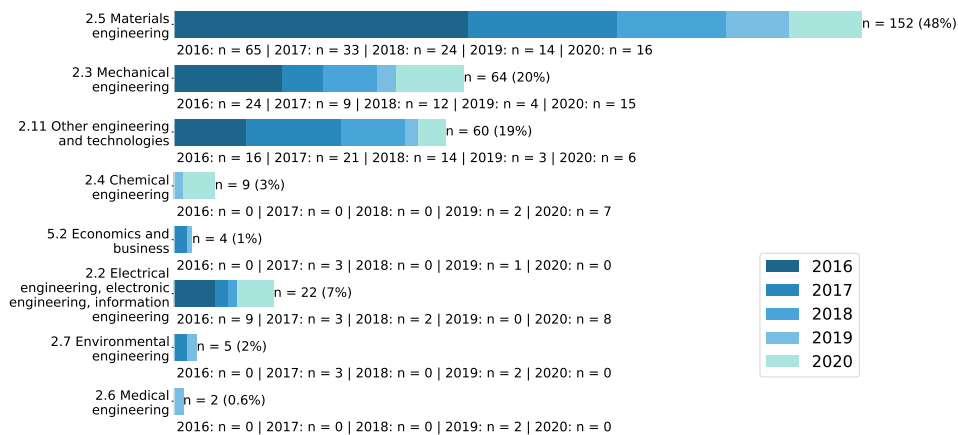 2.5 Materials
engineering
n = 152 (48%)
2016: n = 65 | 2017: n = 33 | 2018: n = 24 | 2019: n = 14 | 2020: n = 16
2.3 Mechanical
engineering
n = 64 (20%)
2016: n = 24 | 2017: n = 9 | 2018: n = 12 | 2019: n = 4 | 2020: n = 15
2.11 Other engineering
and technologies
n = 60 (19%)
2016: n = 16 | 2017: n = 21 | 2018: n = 14 | 2019: n = 3 | 2020: n = 6
2.4 Chemical
engineering
n = 9 (3%)
2016: n = 0 | 2017: n = 0 | 2018: n = 0 | 2019: n = 2 | 2020: n = 7
5.2 Economics and
business
n = 4 (1%)
2016: n = 0 | 2017: n = 3 | 2018: n = 0 | 2019: n = 1 | 2020: n = 0
2.2 Electrical
engineering, electronic
engineering, information
engineering
n = 22 (7%)
2016: n = 9 | 2017: n = 3 | 2018: n = 2 | 2019: n = 0 | 2020: n = 8
2.7 Environmental
engineering
n = 5 (2%)
2016: n = 0 | 2017: n = 3 | 2018: n = 0 | 2019: n = 2 | 2020: n = 0
2.6 Medical
engineering
n = 2 (0.6%)
2016: n = 0 | 2017: n = 0 | 2018: n = 0 | 2019: n = 2 | 2020: n = 0
2016
2017
2018
2019
2020